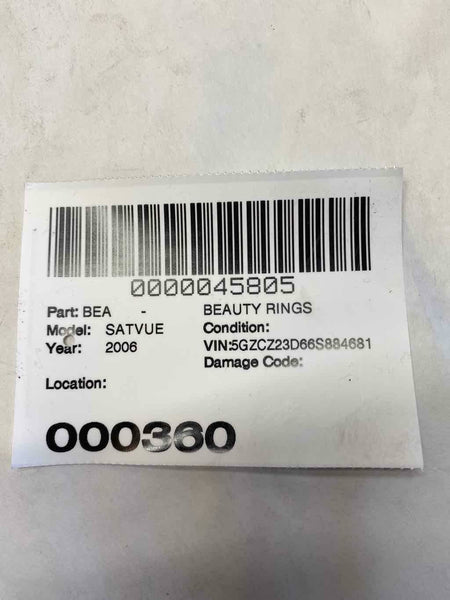 0000045805
Part: BEA - BEAUTY RINGS
Model: SATVUE Condition:
Year: 2006 VIN:5GZCZ23D66S884681
Damage Code:
Location:
000360